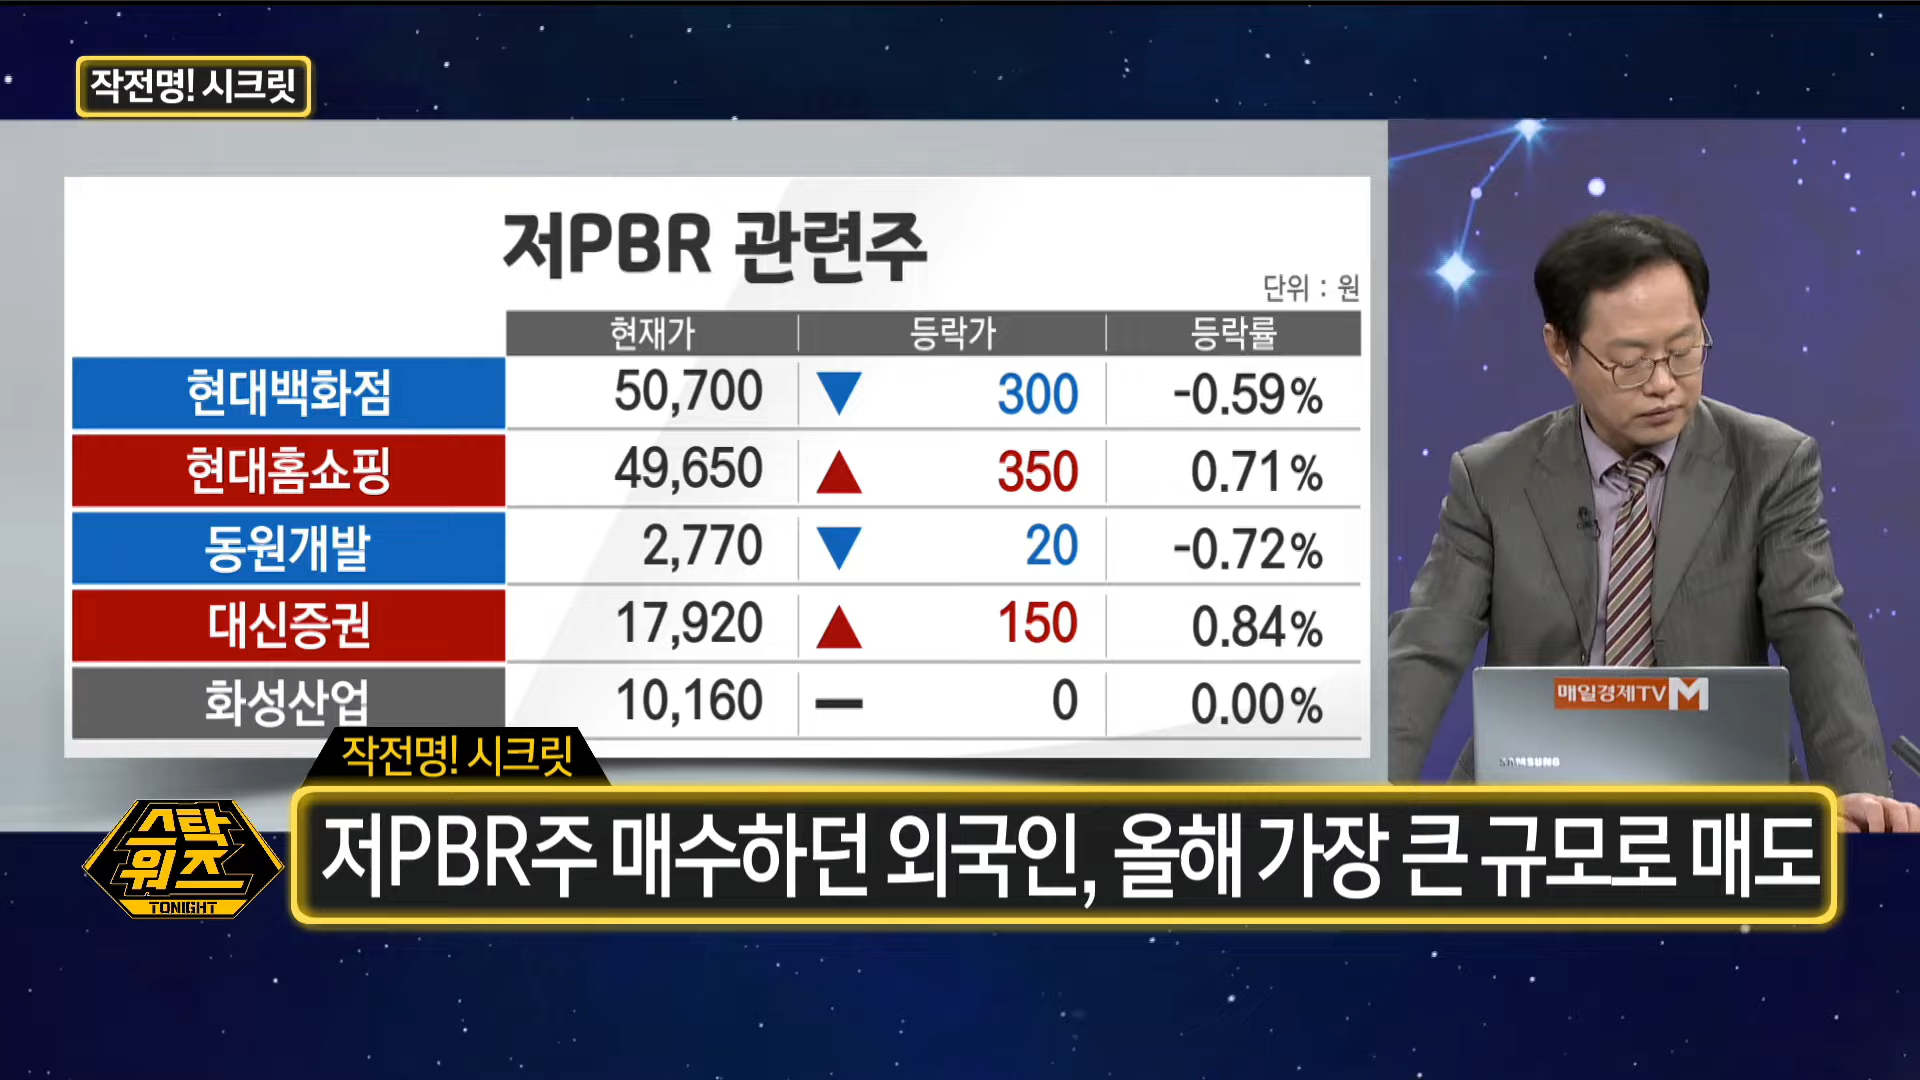 작전명! 시크릿
저PBR 관련주
단위 : 원
현재가 등락가 등락률
현대백화점 50,700 ▼ 300 -0.59%
현대홈쇼핑 49,650 ▲ 350 0.71%
동원개발 2,770 ▼ 20 -0.72%
대신증권 17,920 ▲ 150 0.84%
화성산업 10,160 ㅡ 0 0.00%
매일경제TV M
SAMSUNG
작전명! 시크릿
스탁
워즈
TONIGHT
저PBR주 매수하던 외국인, 올해 가장 큰 규모로 매도